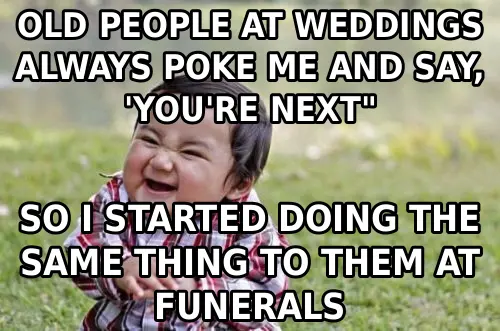 OLD PEOPLE AT WEDDINGS
ALWAYS POKE ME AND SAY,
'YOU'RE NEXT"
SO I STARTED DOING THE
SAME THING TO THEM AT
FUNERALS